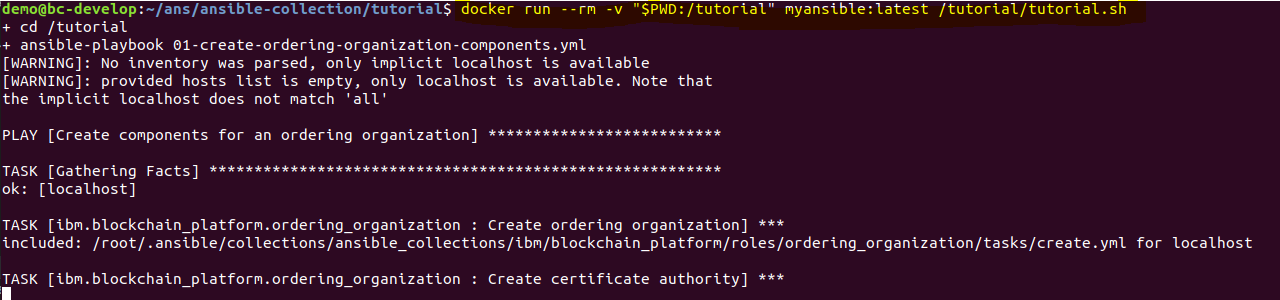 demo@bc-develop:~/ans/ansible-collection/tutorial$ docker run --rm -v "$PWD:/tutorial" myansible:latest /tutorial/tutorial.sh
+ cd /tutorial
+ ansible-playbook 01-create-ordering-organization-components.yml
[WARNING]: No inventory was parsed, only implicit localhost is available
[WARNING]: provided hosts list is empty, only localhost is available. Note that
the implicit localhost does not match 'all'
PLAY [Create components for an ordering organization] **************************
TASK [Gathering Facts] *********************************************************
ok: [localhost]
TASK [ibm.blockchain_platform.ordering_organization : Create ordering organization] ***
included: /root/.ansible/collections/ansible_collections/ibm/blockchain_platform/roles/ordering_organization/tasks/create.yml for localhost
TASK [ibm.blockchain_platform.ordering_organization : Create certificate authority] ***